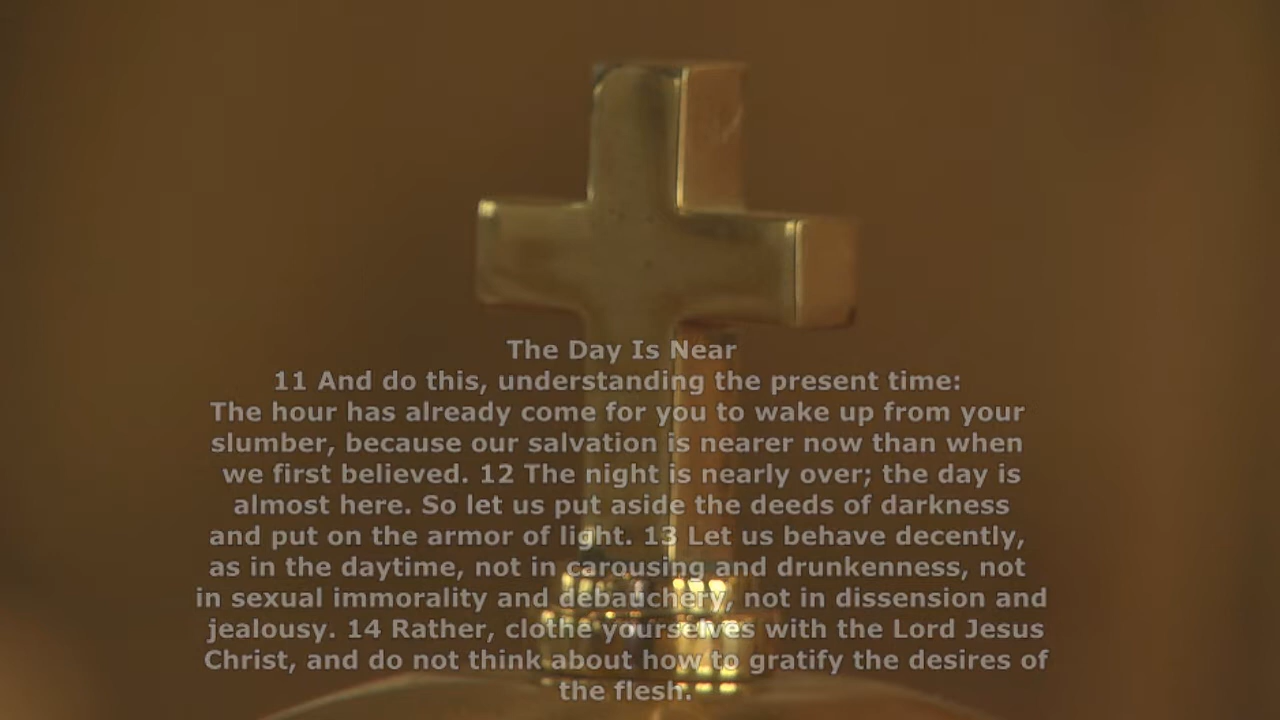 The Day Is Near
11 And do this, understanding the present time:
The hour has already come for you to wake up from your
slumber, because our salvation is nearer now than when
we first believed. 12 The night is nearly over; the day is
almost here. So let us put aside the deeds of darkness
and put on the armor of light. 13 Let us behave decently,
as in the daytime, not in carousing and drunkenness, not
in sexual immorality and debauchery, not in dissension and
jealousy. 14 Rather, clothe yourselves with the Lord Jesus
Christ, and do not think about how to gratify the desires of
the flesh.